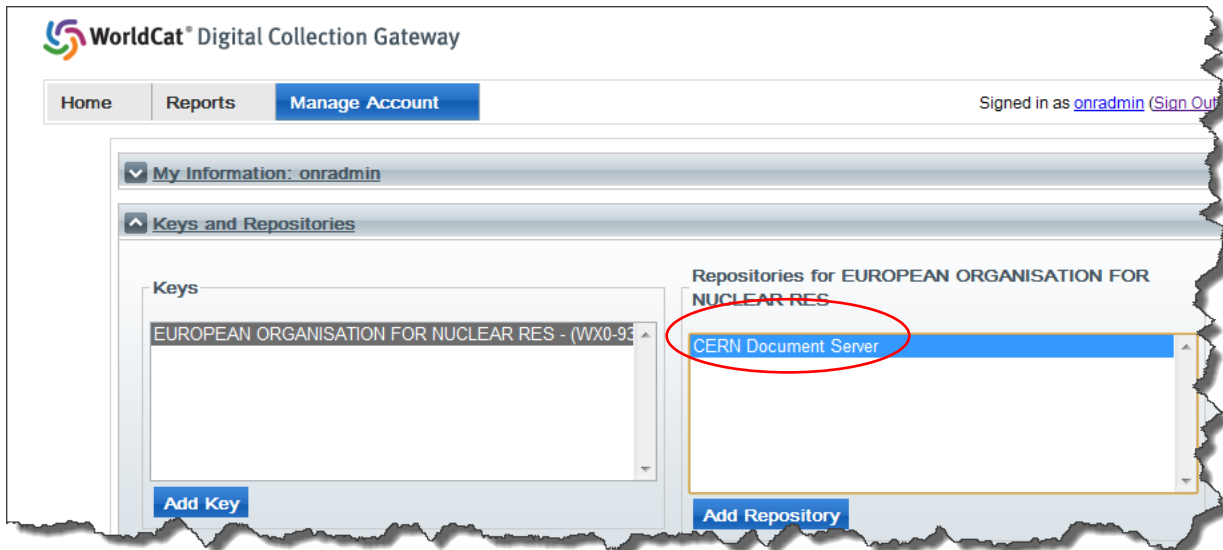 WorldCat® Digital Collection Gateway
Home Reports Manage Account Signed in as onradmin (Sign Out
My Information: onradmin
Keys and Repositories
Keys
EUROPEAN ORGANISATION FOR NUCLEAR RES - (WX0-93
Add Key
Repositories for EUROPEAN ORGANISATION FOR
NUCLEAR RES
CERN Document Server
Add Repository